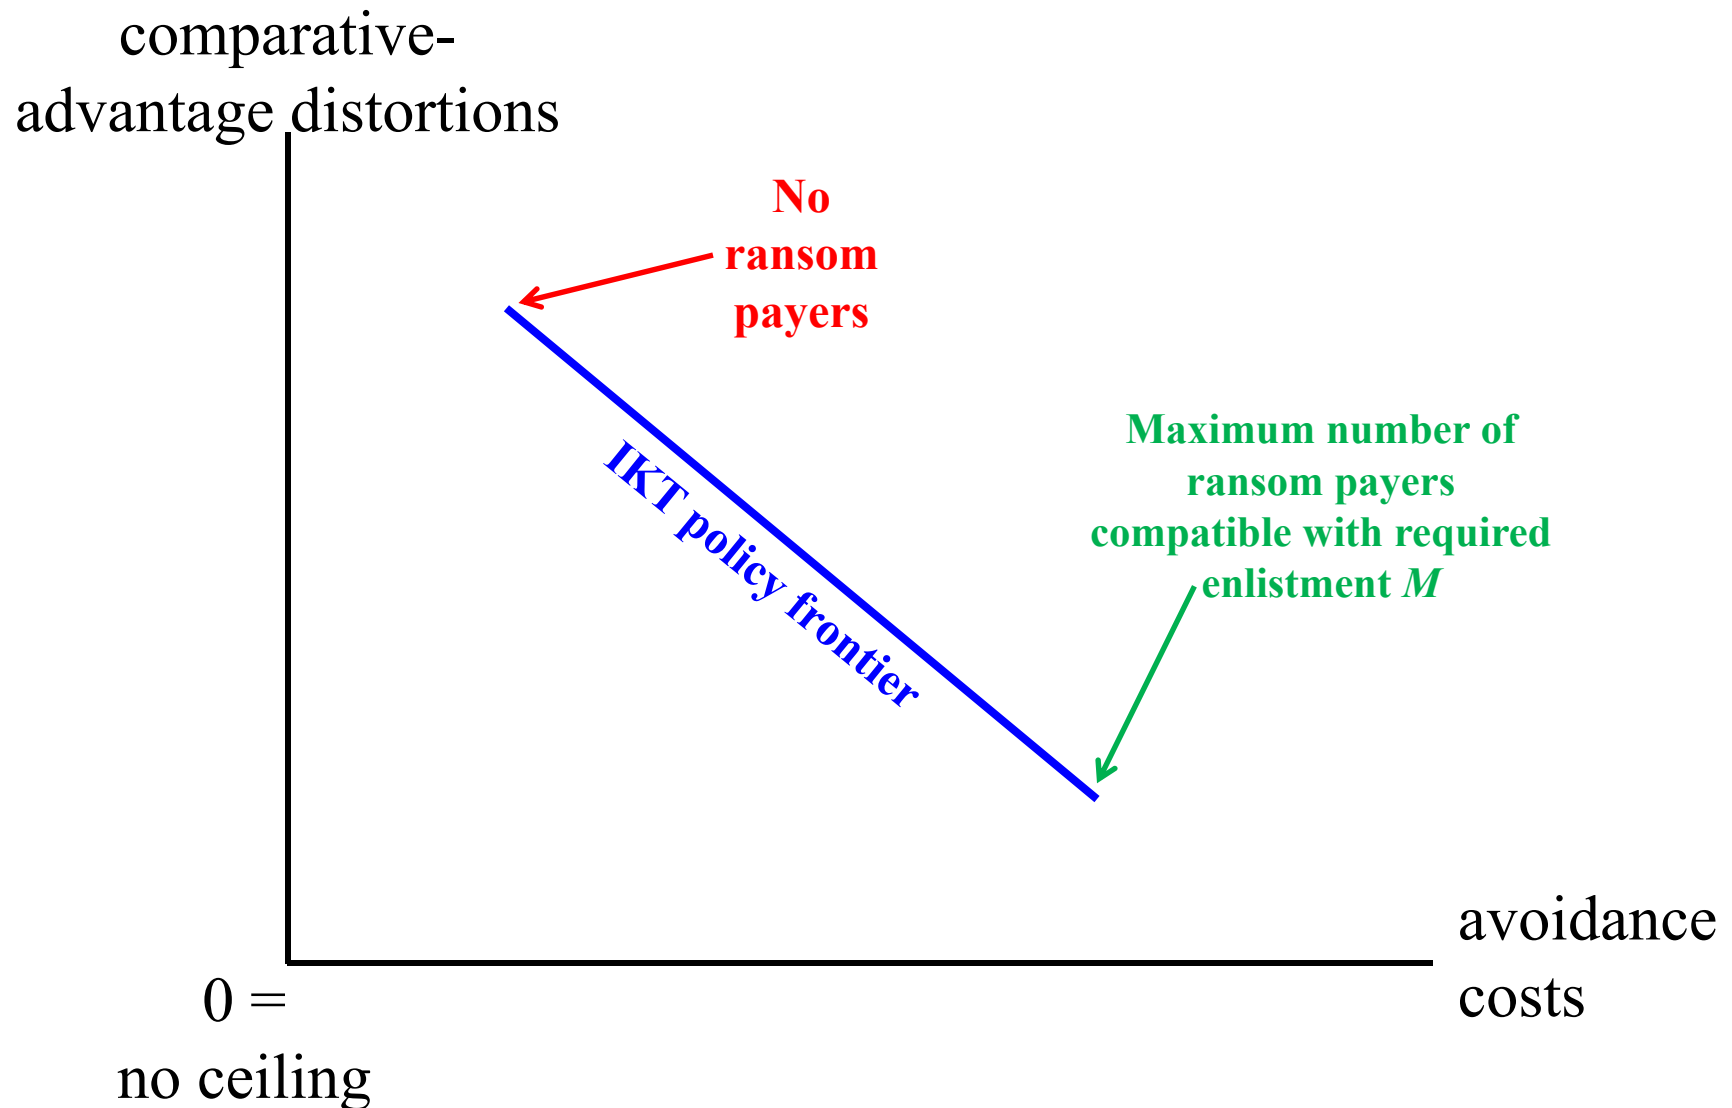 comparative-
advantage distortions
No
ransom
payers
Maximum number of
ransom payers
compatible with required
enlistment M
IKT policy frontier
avoidance
costs
0 =
no ceiling